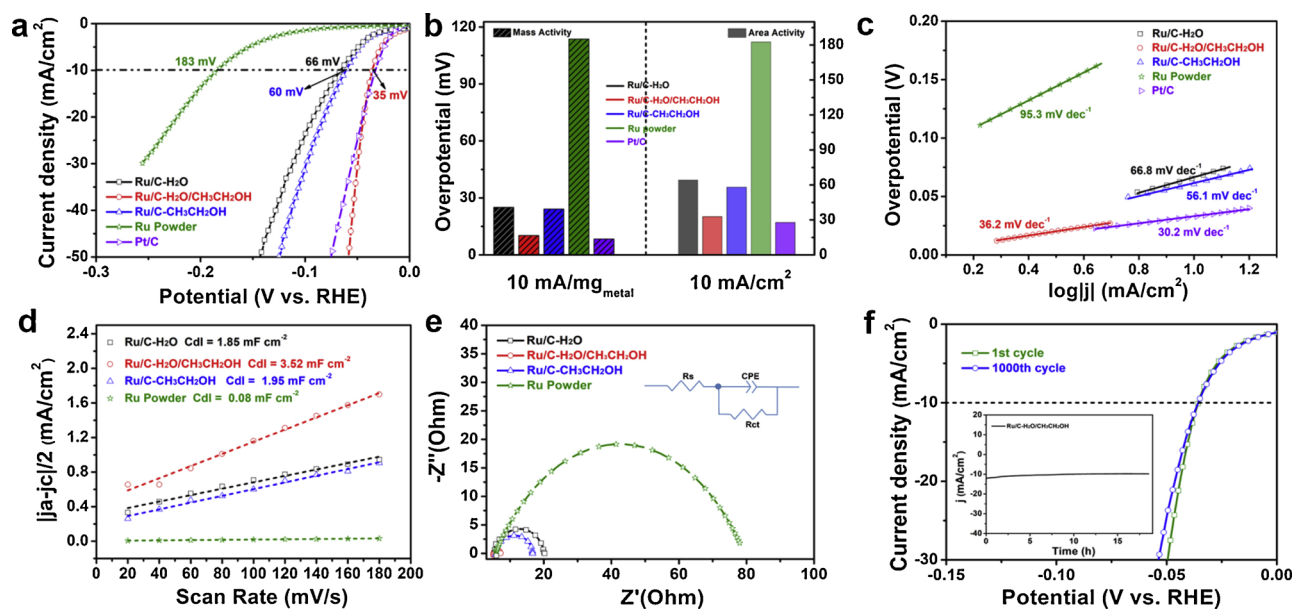 a
Current density (mA/cm²)
0
-10
-20
-30
-40
-50
183 mV
66 mV
60 mV
35 mV
Ru/C-H₂O
Ru/C-H₂O/CH₃CH₂OH
Ru/C-CH₃CH₂OH
Ru Powder
Pt/C
-0.3 -0.2 -0.1 0.0
Potential (V vs. RHE)
b
Overpotential (mV)
120
90
60
30
0
Mass Activity
Area Activity
Ru/C-H₂O
Ru/C-H₂O/CH₃CH₂OH
Ru/C-CH₃CH₂OH
Ru powder
Pt/C
180
150
120
90
60
30
0
10 mA/mg_metal 10 mA/cm²
c
Overpotential (V)
0.20
0.15
0.10
0.05
0.00
Ru/C-H₂O
Ru/C-H₂O/CH₃CH₂OH
Ru/C-CH₃CH₂OH
Ru Powder
Pt/C
95.3 mV dec⁻¹
66.8 mV dec⁻¹
56.1 mV dec⁻¹
36.2 mV dec⁻¹
30.2 mV dec⁻¹
0.2 0.4 0.6 0.8 1.0 1.2
log|j| (mA/cm²)
d
|ja-jc|/2 (mA/cm²)
2.4
2.0
1.6
1.2
0.8
0.4
0.0
Ru/C-H₂O Cdl = 1.85 mF cm⁻²
Ru/C-H₂O/CH₃CH₂OH Cdl = 3.52 mF cm⁻²
Ru/C-CH₃CH₂OH Cdl = 1.95 mF cm⁻²
Ru Powder Cdl = 0.08 mF cm⁻²
0 20 40 60 80 100 120 140 160 180 200
Scan Rate (mV/s)
e
-Z''(Ohm)
40
35
30
25
20
15
10
5
0
Ru/C-H₂O
Ru/C-H₂O/CH₃CH₂OH
Ru/C-CH₃CH₂OH
Ru Powder
Rs
CPE
Rct
0 20 40 60 80 100
Z'(Ohm)
f
Current density (mA/cm²)
0
-10
-20
-30
1st cycle
1000th cycle
j (mA/cm²)
20
10
0
-10
-20
-30
-40
Ru/C-H₂O/CH₃CH₂OH
0 5 10 15
Time (h)
-0.15 -0.10 -0.05 0.00
Potential (V vs. RHE)